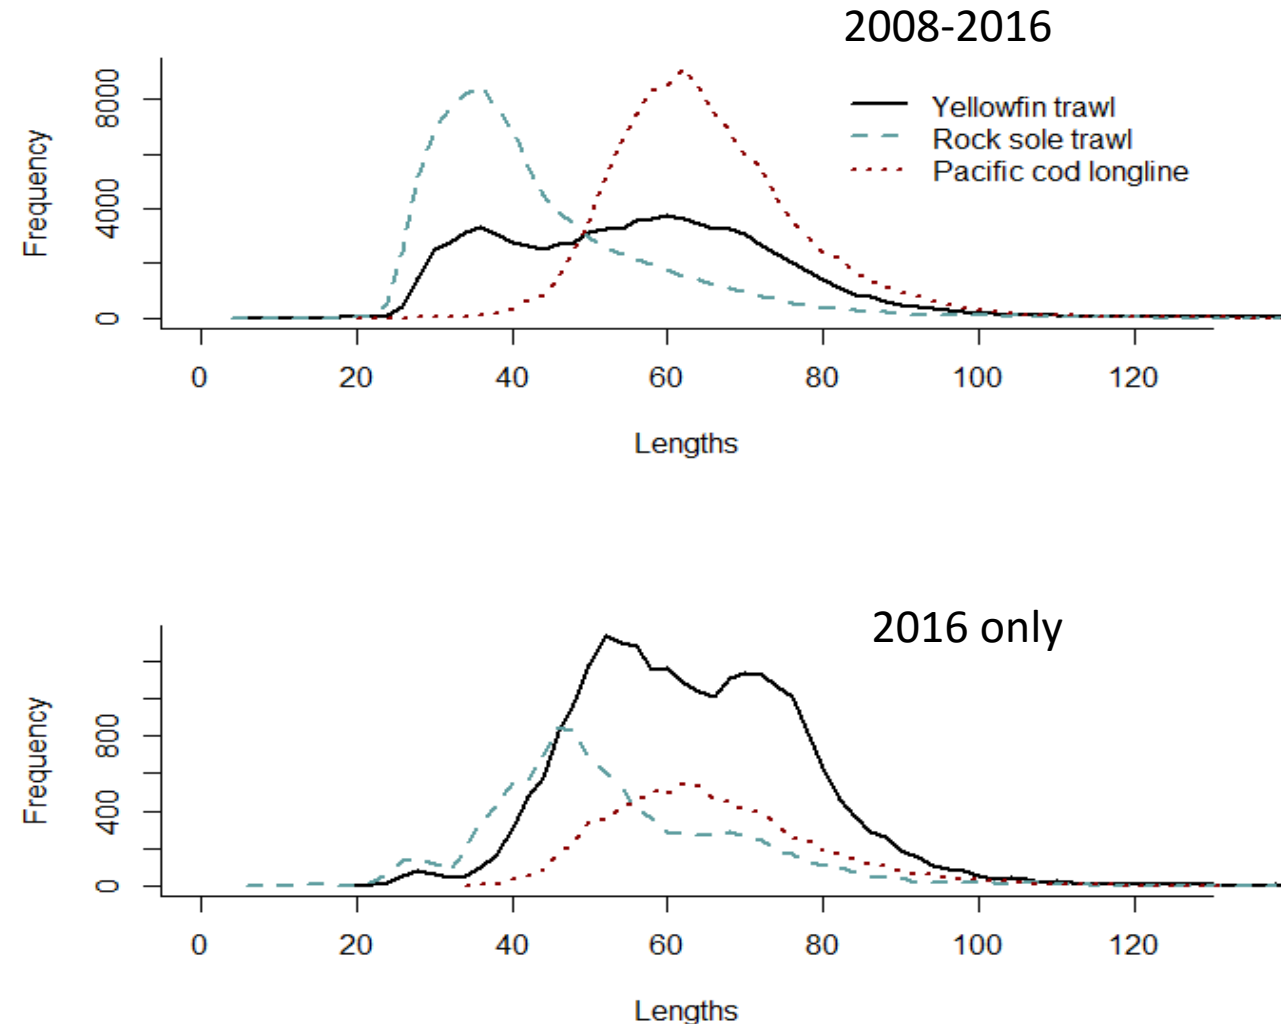 2008-2016
Yellowfin trawl
Rock sole trawl
Pacific cod longline
Frequency
8000
4000
0
0 20 40 60 80 100 120
Lengths
2016 only
Frequency
800
400
0
0 20 40 60 80 100 120
Lengths